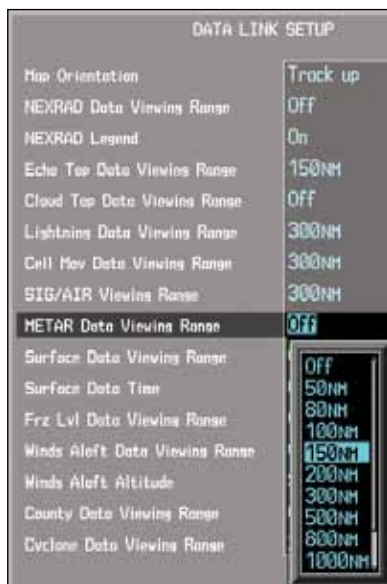 DATA LINK SETUP
Map Orientation Track up
NEXRAD Data Viewing Range Off
NEXRAD Legend On
Echo Top Data Viewing Range 150NM
Cloud Top Data Viewing Range Off
Lightning Data Viewing Range 300NM
Cell Mov Data Viewing Range 300NM
SIG/AIR Viewing Range 300NM
METAR Data Viewing Range Off
Surface Data Viewing Range
Surface Data Time
Frz Lvl Data Viewing Range
Winds Aloft Data Viewing Range
Winds Aloft Altitude
County Data Viewing Range
Cyclone Data Viewing Range
Off
50NM
80NM
100NM
150NM
200NM
300NM
500NM
800NM
1000NM